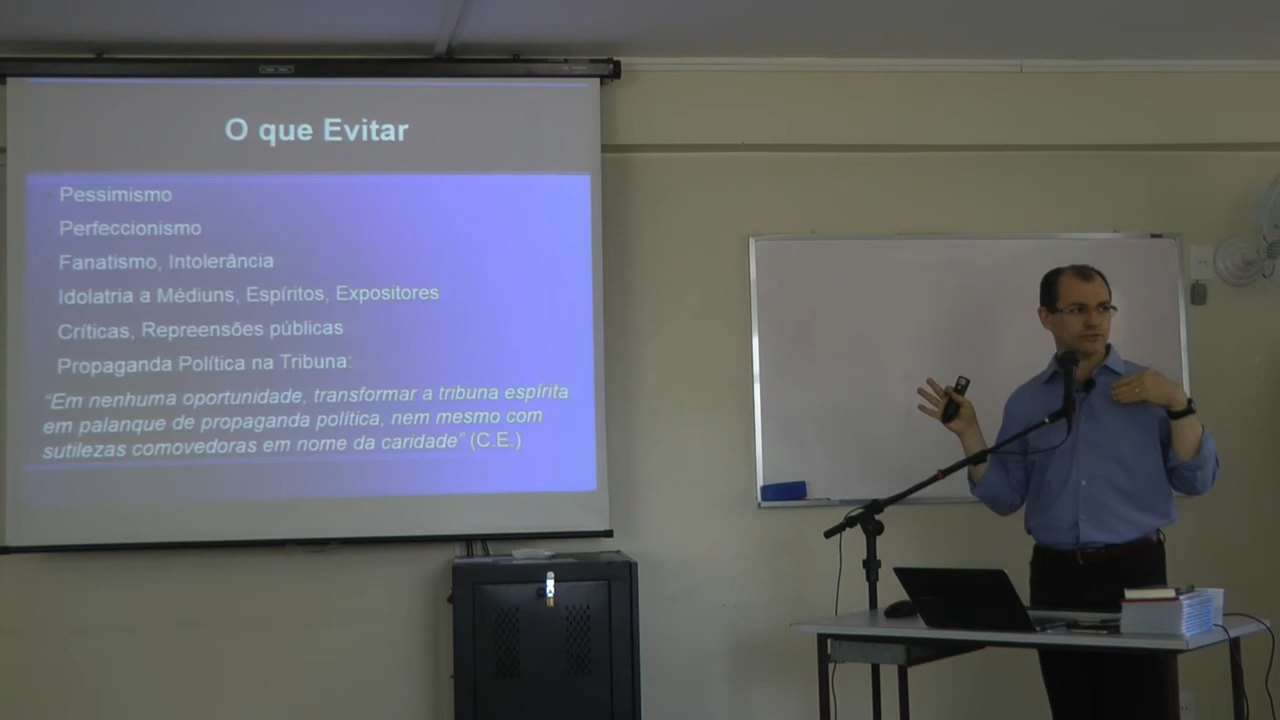 O que Evitar
Pessimismo
Perfeccionismo
Fanatismo, Intolerância
Idolatria a Médiuns, Espíritos, Expositores
Críticas, Repreensões públicas
Propaganda Política na Tribuna:
“Em nenhuma oportunidade, transformar a tribuna espírita
em palanque de propaganda política, nem mesmo com
sutilezas comovedoras em nome da caridade” (C.E.)